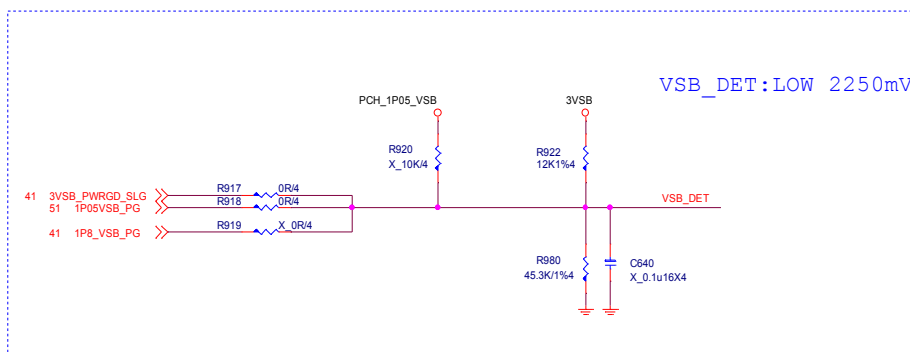 VSB_DET:LOW 2250mV
PCH_1P05_VSB
3VSB
R920
X_10K/4
R922
12K1%4
41 3VSB_PWRGD_SLG
R917
0R/4
51 1P05VSB_PG
R918
0R/4
VSB_DET
41 1P8_VSB_PG
R919
X_0R/4
R980
45.3K/1%4
C640
X_0.1u16X4